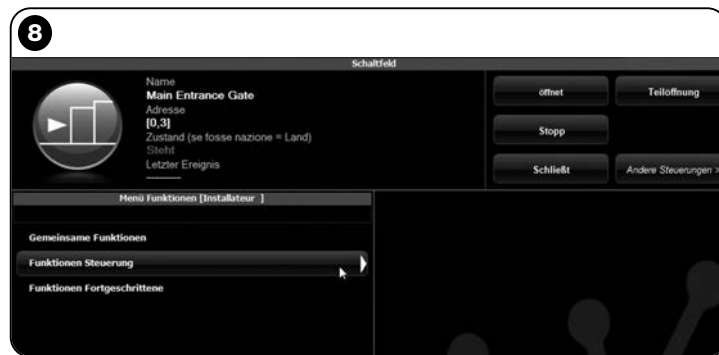 8
Schaltfeld
Name
Main Entrance Gate
Adresse
[0,3]
Zustand (se fosse nazione = Land)
Steht
Letzter Ereignis
--------
öffnet
Teilöffnung
Stopp
Schließt
Andere Steuerungen >
Menü Funktionen [Installateur ]
Gemeinsame Funktionen
Funktionen Steuerung
Funktionen Fortgeschrittene